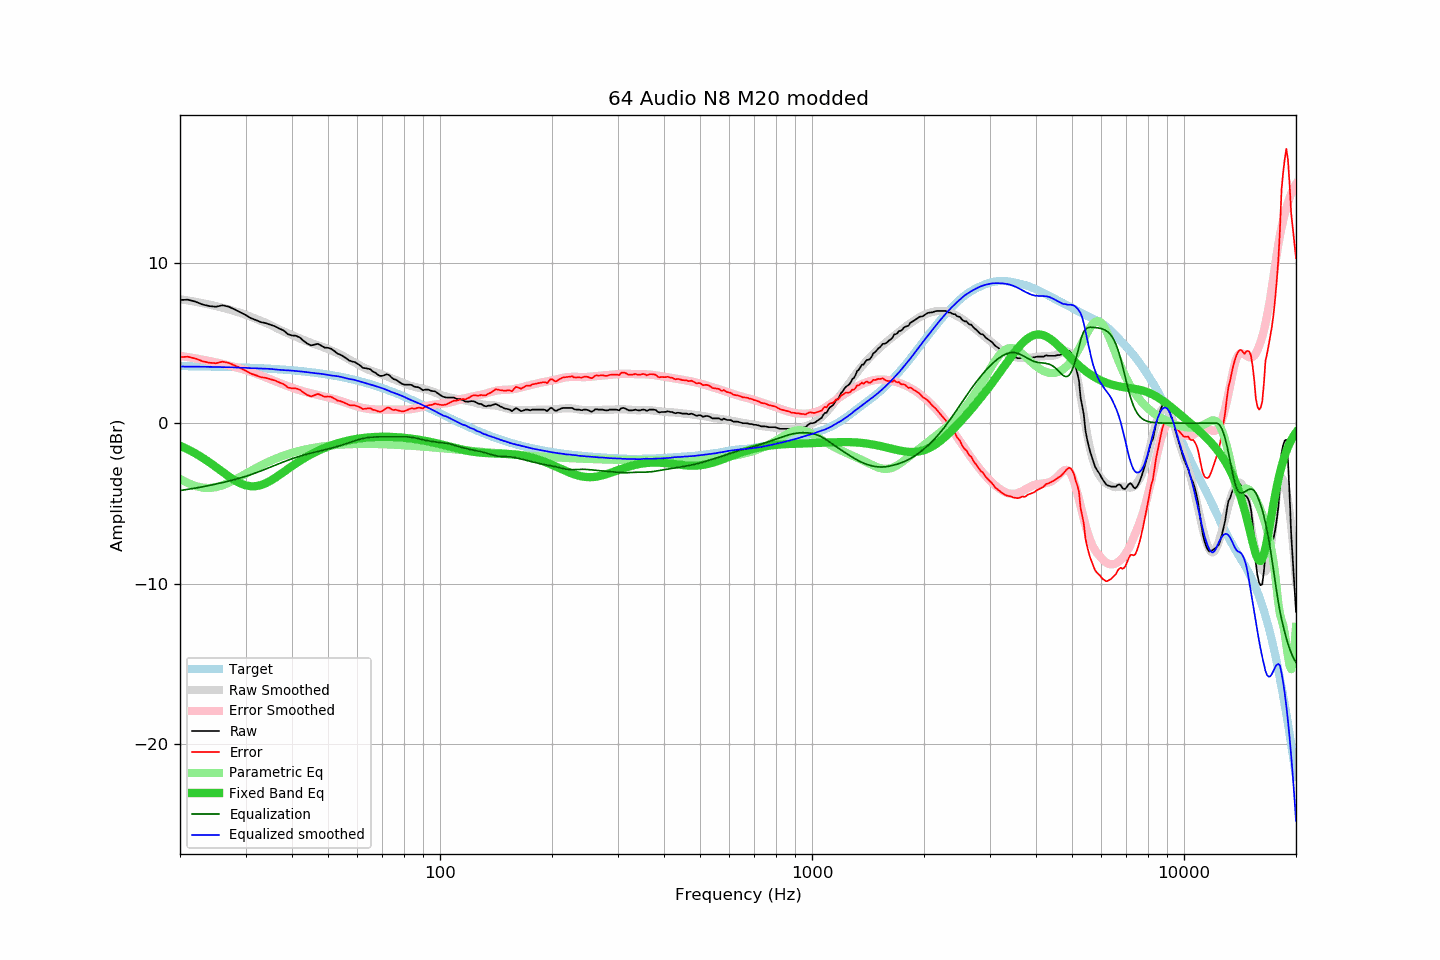 64 Audio N8 M20 modded
Amplitude (dBr)
10
0
−10
−20
Target
Raw Smoothed
Error Smoothed
Raw
Error
Parametric Eq
Fixed Band Eq
Equalization
Equalized smoothed
100
1000
10000
Frequency (Hz)